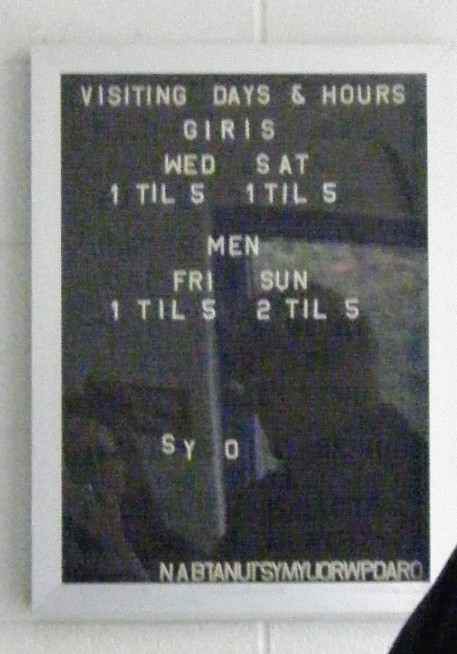 VISITING DAYS & HOURS
GIRIS
WED SAT
1 TIL 5 1 TIL 5
MEN
FRI SUN
1 TIL 5 2 TIL 5
SY O